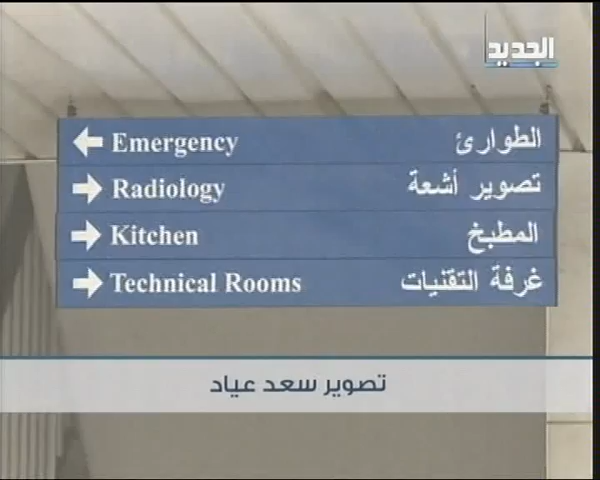 الجديد
Emergency الطوارئ
Radiology تصوير أشعة
Kitchen المطبخ
Technical Rooms غرفة التقنيات
تصوير سعد عياد